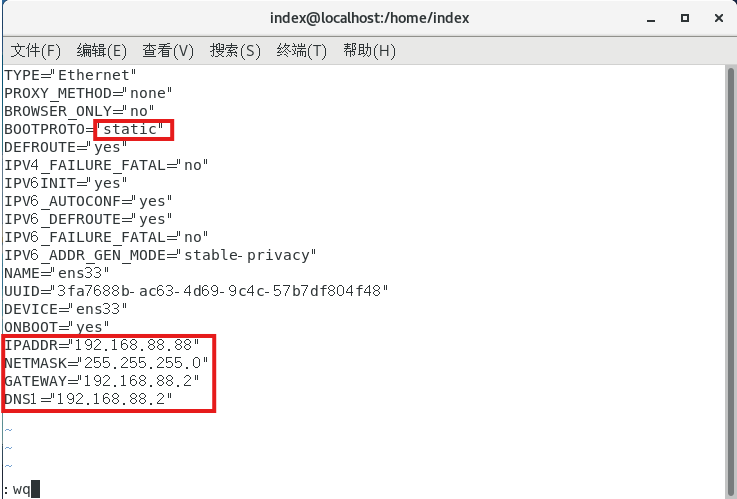 index@localhost:/home/index
文件(F) 编辑(E) 查看(V) 搜索(S) 终端(T) 帮助(H)
TYPE="Ethernet"
PROXY_METHOD="none"
BROWSER_ONLY="no"
BOOTPROTO="static"
DEFROUTE="yes"
IPV4_FAILURE_FATAL="no"
IPV6INIT="yes"
IPV6_AUTOCONF="yes"
IPV6_DEFROUTE="yes"
IPV6_FAILURE_FATAL="no"
IPV6_ADDR_GEN_MODE="stable-privacy"
NAME="ens33"
UUID="3fa7688b-ac63-4d69-9c4c-57b7df804f48"
DEVICE="ens33"
ONBOOT="yes"
IPADDR="192.168.88.88"
NETMASK="255.255.255.0"
GATEWAY="192.168.88.2"
DNS1="192.168.88.2"
~
~
~
:wq